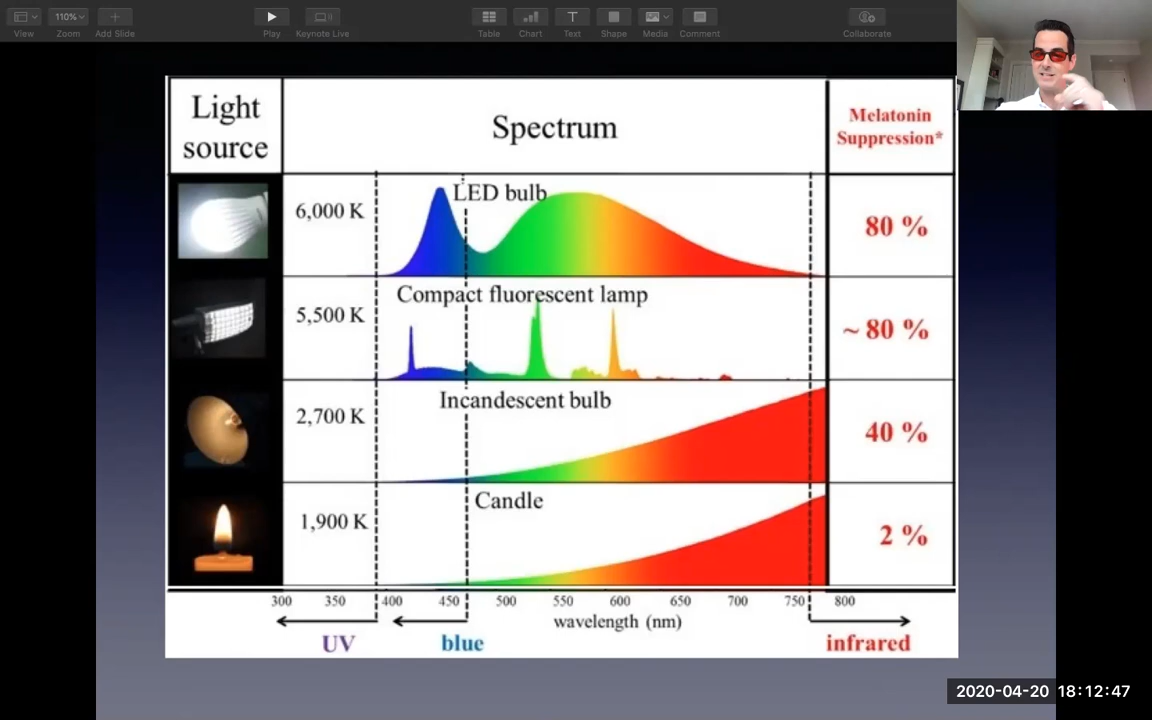 110%
View
Zoom
Add Slide
Play
Keynote Live
Table
Chart
Text
Shape
Media
Comment
Collaborate
Light
source
Spectrum
Melatonin
Suppression*
6,000 K
LED bulb
80 %
5,500 K
Compact fluorescent lamp
~ 80 %
2,700 K
Incandescent bulb
40 %
1,900 K
Candle
2 %
300 350 400 450 500 550 600 650 700 750 800
wavelength (nm)
UV
blue
infrared
2020-04-20 18:12:47